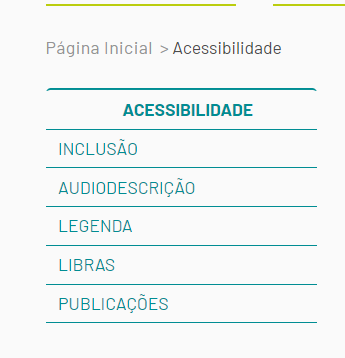 Página Inicial > Acessibilidade
ACESSIBILIDADE
INCLUSÃO
AUDIODESCRIÇÃO
LEGENDA
LIBRAS
PUBLICAÇÕES